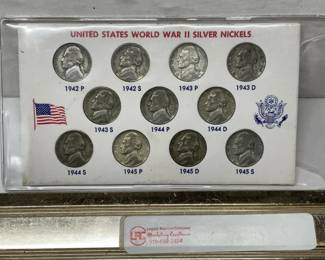 UNITED STATES WORLD WAR II SILVER NICKELS
1942 P 1942 S 1943 P 1943 D
1943 S 1944 P 1944 D
1944 S 1945 P 1945 D 1945 S